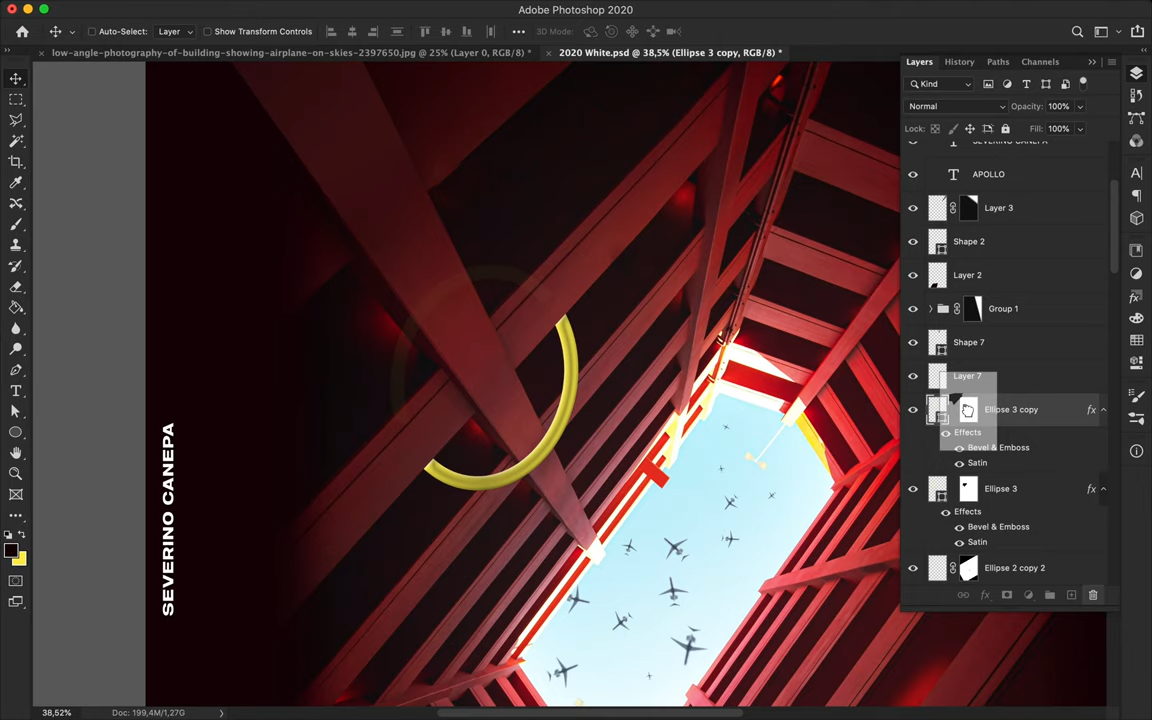 Adobe Photoshop 2020
Auto-Select: Layer Show Transform Controls 3D Mode:
low-angle-photography-of-building-showing-airplane-on-skies-2397650.jpg @ 25% (Layer 0, RGB/8) *
2020 White.psd @ 38,5% (Ellipse 3 copy, RGB/8) *
Layers History Paths Channels
Kind
Normal Opacity: 100%
Lock: Fill: 100%
SEVERINO CANEPA
APOLLO
Layer 3
Shape 2
Layer 2
Group 1
Shape 7
Layer 7
Ellipse 3 copy fx
Effects
Bevel & Emboss
Satin
Ellipse 3 fx
Effects
Bevel & Emboss
Satin
Ellipse 2 copy 2
SEVERINO CANEPA
38,52% Doc: 199,4M/1,27G